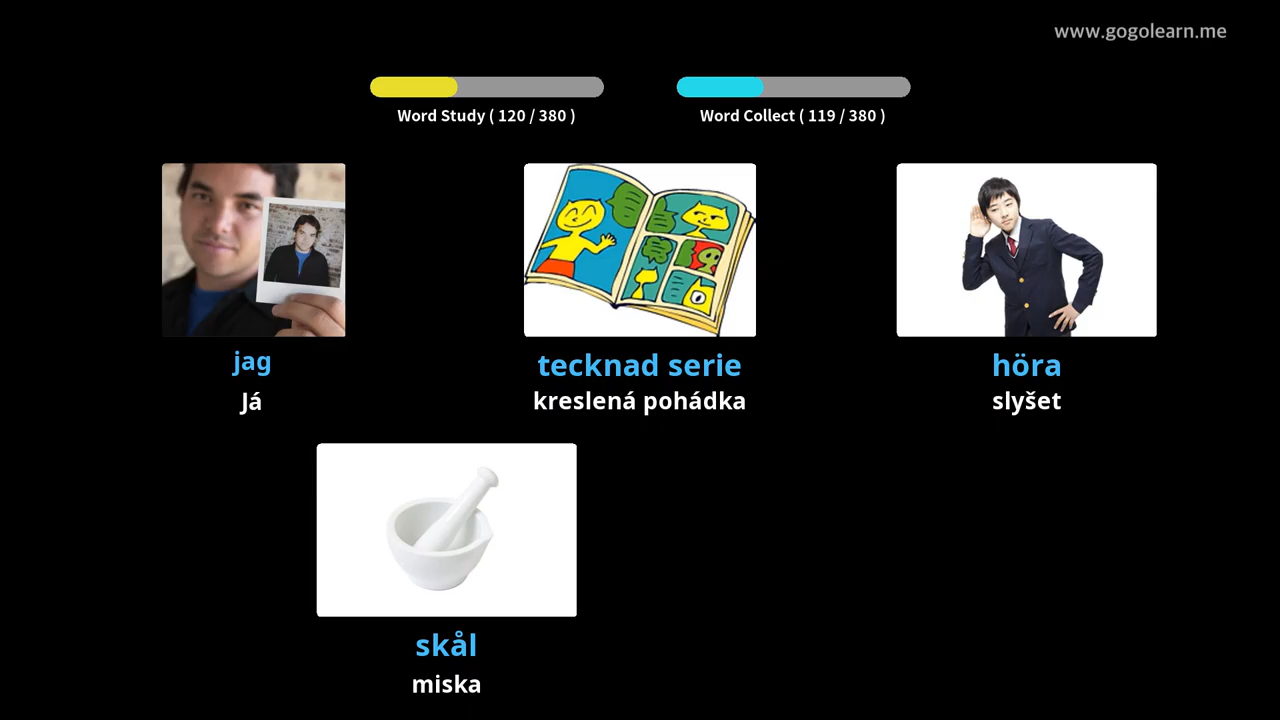 www.gogolearn.me
Word Study ( 120 / 380 )
Word Collect ( 119 / 380 )
jag
Já
tecknad serie
kreslená pohádka
höra
slyšet
skål
miska